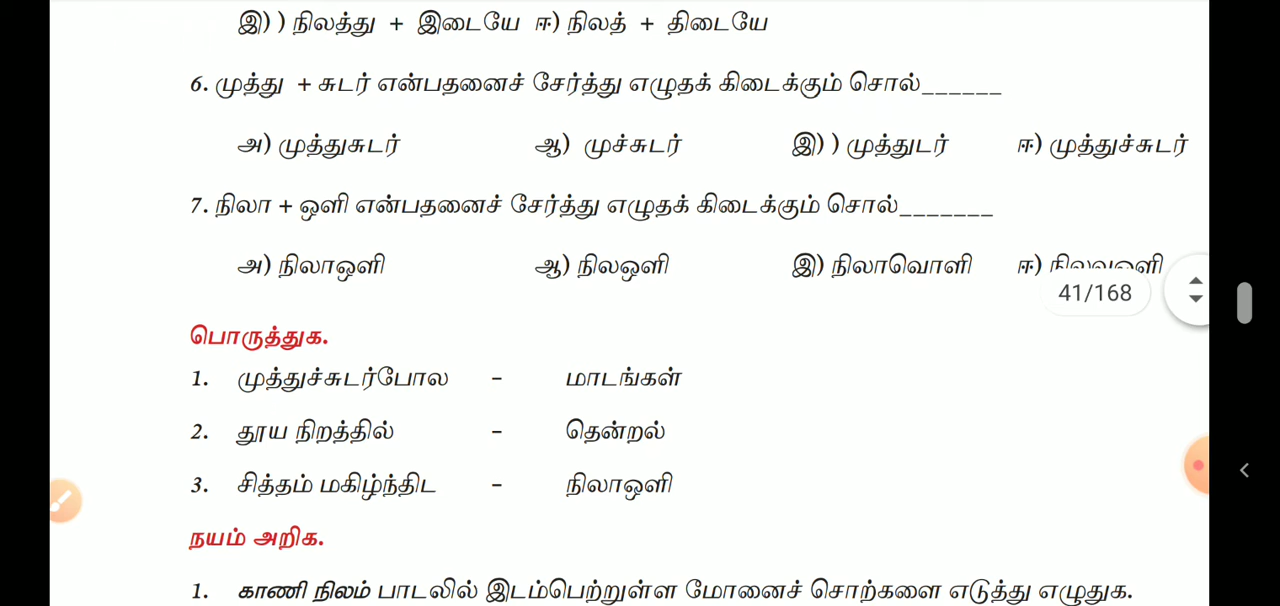 இ) ) நிலத்து + இடையே ஈ) நிலத் + திடையே
6. முத்து + சுடர் என்பதனைச் சேர்த்து எழுதக் கிடைக்கும் சொல்______
அ) முத்துசுடர் ஆ) முச்சுடர் இ) ) முத்துடர் ஈ) முத்துச்சுடர்
7. நிலா + ஒளி என்பதனைச் சேர்த்து எழுதக் கிடைக்கும் சொல்_______
அ) நிலாஒளி ஆ) நிலஒளி இ) நிலாவொளி ஈ)
41/168
பொருத்துக.
1. முத்துச்சுடர்போல - மாடங்கள்
2. தூய நிறத்தில் - தென்றல்
3. சித்தம் மகிழ்ந்திட - நிலாஒளி
நயம் அறிக.
1. காணி நிலம் பாடலில் இடம்பெற்றுள்ள மோனைச் சொற்களை எடுத்து எழுதுக.